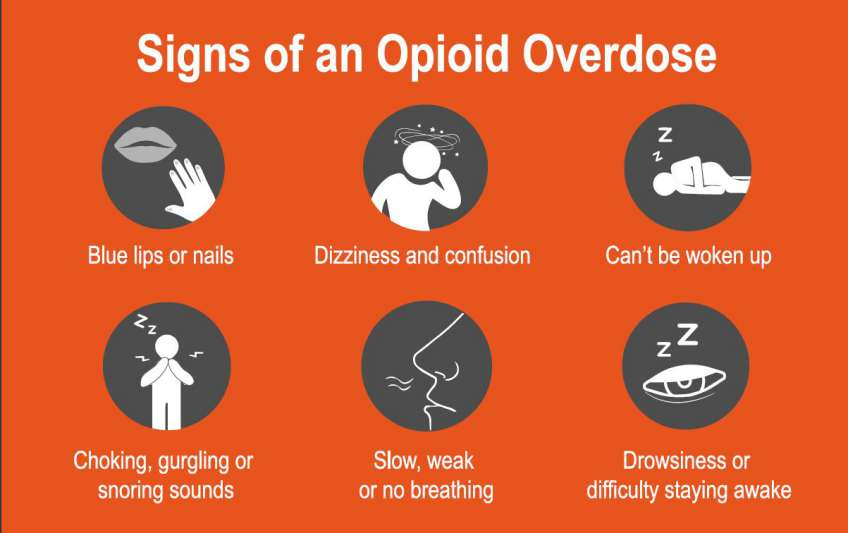 Signs of an Opioid Overdose
Blue lips or nails
Dizziness and confusion
Z
Z
Can't be woken up
Z
Z
Choking, gurgling or
snoring sounds
Slow, weak
or no breathing
Z
Z
Drowsiness or
difficulty staying awake